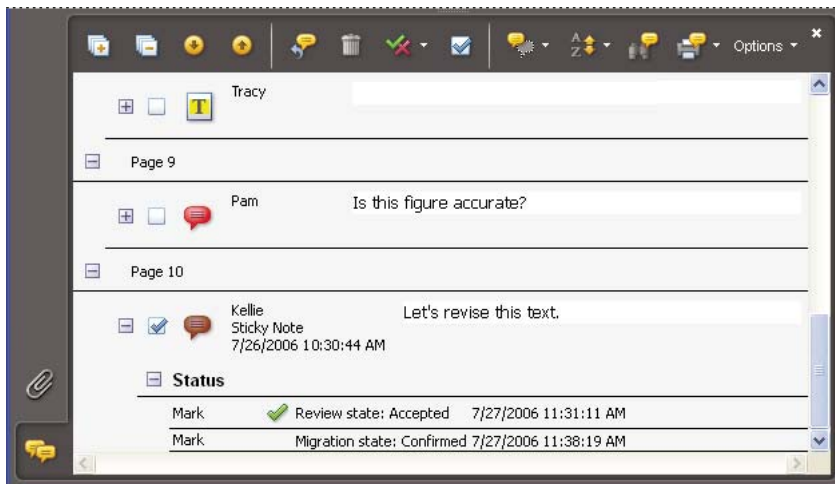 Options
T
Tracy
Page 9
Pam Is this figure accurate?
Page 10
Kellie Let's revise this text.
Sticky Note
7/26/2006 10:30:44 AM
Status
Mark Review state: Accepted 7/27/2006 11:31:11 AM
Mark Migration state: Confirmed 7/27/2006 11:38:19 AM